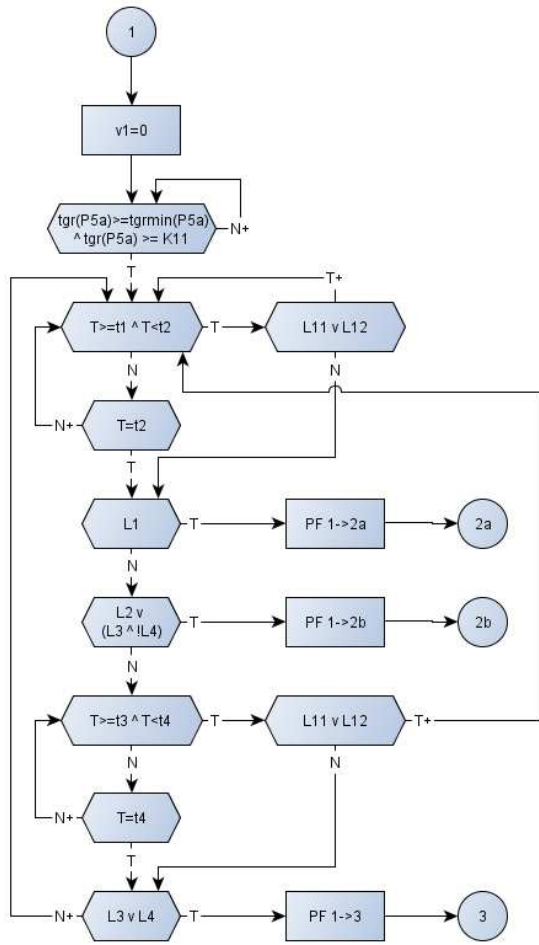 1
v1=0
tgr(P5a)>=tgrmin(P5a)
^ tgr(P5a) >= K11
N+
T
T+
T>=t1 ^ T<t2
T
L11 v L12
N
N
N+
T=t2
T
L1
T
PF 1->2a
2a
N
L2 v
(L3 ^ !L4)
T
PF 1->2b
2b
N
T>=t3 ^ T<t4
T
L11 v L12
T+
N
N
N+
T=t4
T
N+
L3 v L4
T
PF 1->3
3